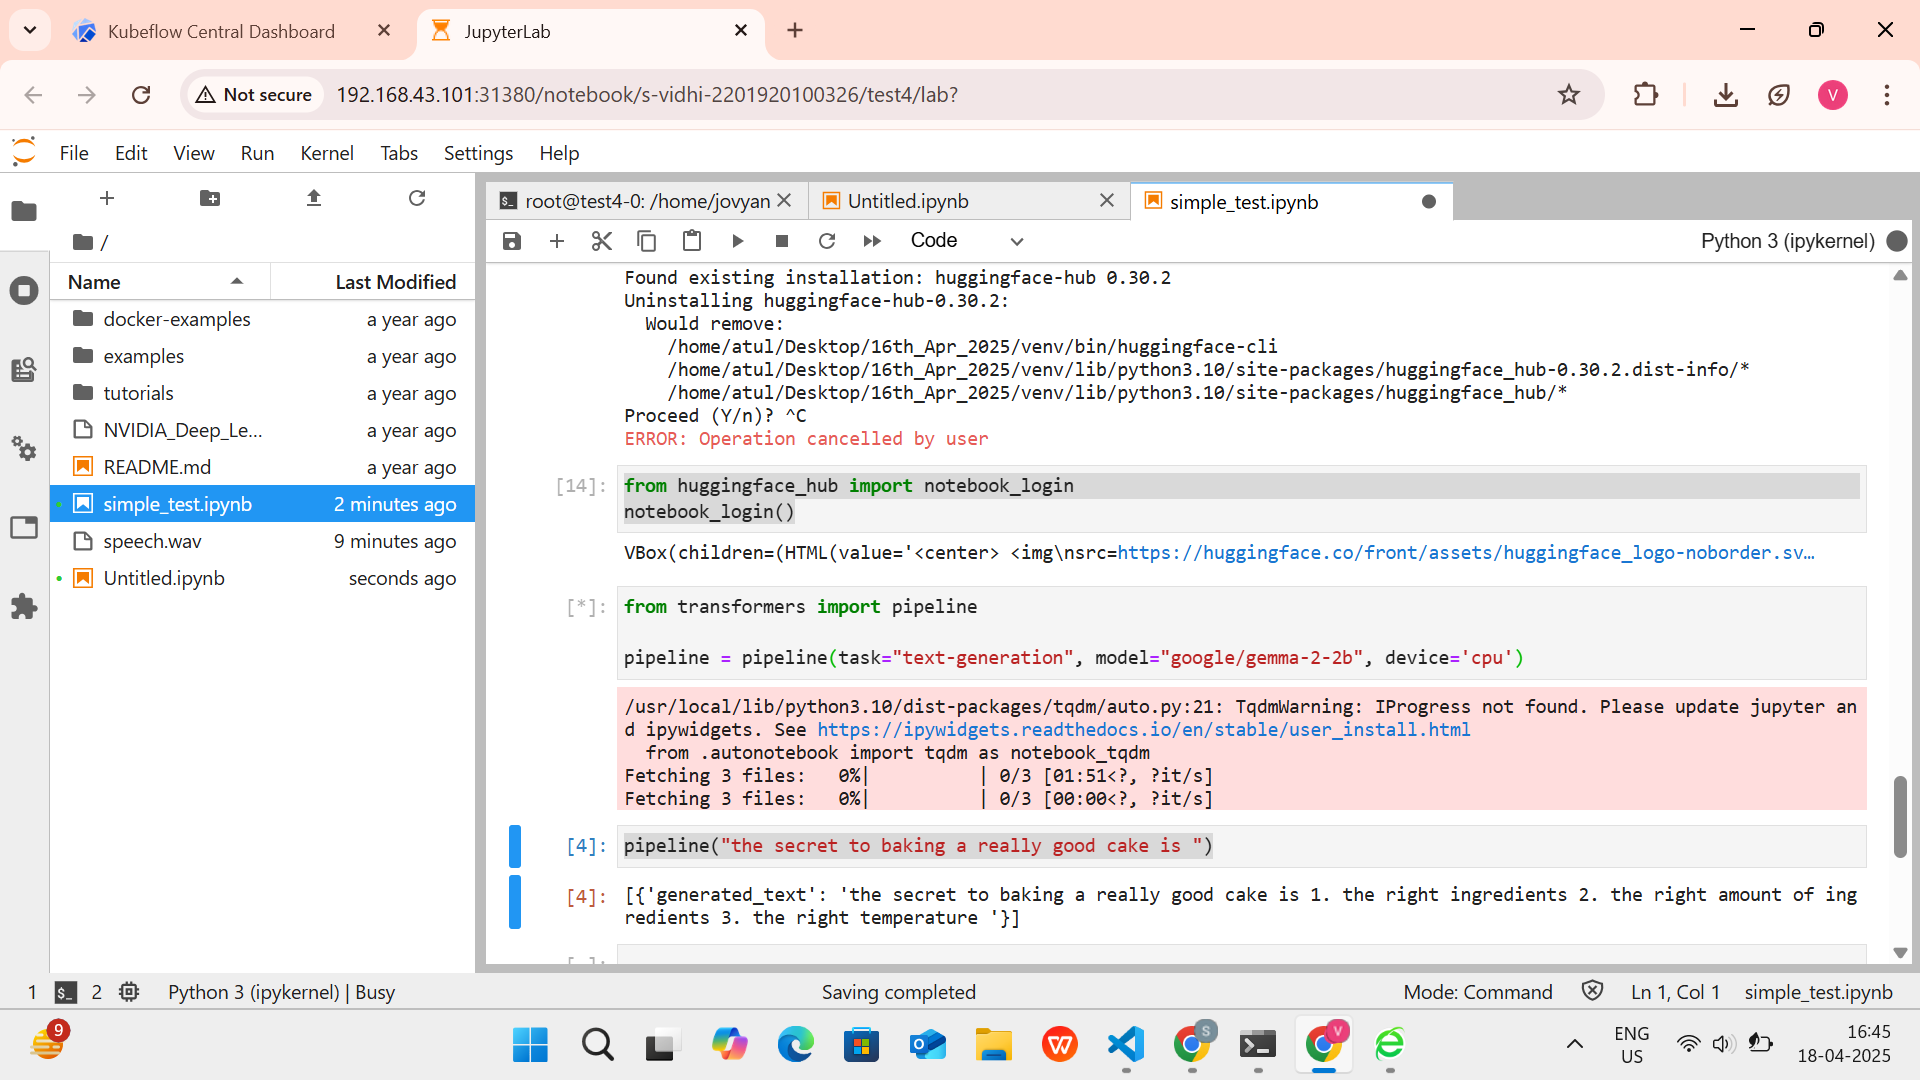 Kubeflow Central Dashboard
JupyterLab
Not secure
192.168.43.101:31380/notebook/s-vidhi-2201920100326/test4/lab?
V
File Edit View Run Kernel Tabs Settings Help
root@test4-0: /home/jovyan
Untitled.ipynb
simple_test.ipynb
/
Code
Python 3 (ipykernel)
Name Last Modified
docker-examples a year ago
examples a year ago
tutorials a year ago
NVIDIA_Deep_Le... a year ago
README.md a year ago
simple_test.ipynb 2 minutes ago
speech.wav 9 minutes ago
Untitled.ipynb seconds ago
Found existing installation: huggingface-hub 0.30.2
Uninstalling huggingface-hub-0.30.2:
Would remove:
/home/atul/Desktop/16th_Apr_2025/venv/bin/huggingface-cli
/home/atul/Desktop/16th_Apr_2025/venv/lib/python3.10/site-packages/huggingface_hub-0.30.2.dist-info/*
/home/atul/Desktop/16th_Apr_2025/venv/lib/python3.10/site-packages/huggingface_hub/*
Proceed (Y/n)? ^C
ERROR: Operation cancelled by user
[14]: from huggingface_hub import notebook_login
notebook_login()
VBox(children=(HTML(value='<center> <img\nsrc=https://huggingface.co/front/assets/huggingface_logo-noborder.sv…
[*]: from transformers import pipeline
pipeline = pipeline(task="text-generation", model="google/gemma-2-2b", device='cpu')
/usr/local/lib/python3.10/dist-packages/tqdm/auto.py:21: TqdmWarning: IProgress not found. Please update jupyter an
d ipywidgets. See https://ipywidgets.readthedocs.io/en/stable/user_install.html
from .autonotebook import tqdm as notebook_tqdm
Fetching 3 files:   0%|          | 0/3 [01:51<?, ?it/s]
Fetching 3 files:   0%|          | 0/3 [00:00<?, ?it/s]
[4]: pipeline("the secret to baking a really good cake is ")
[4]: [{'generated_text': 'the secret to baking a really good cake is 1. the right ingredients 2. the right amount of ing
redients 3. the right temperature '}]
1 2 Python 3 (ipykernel) | Busy Saving completed Mode: Command Ln 1, Col 1 simple_test.ipynb
9
S
V
ENG
US
16:45
18-04-2025